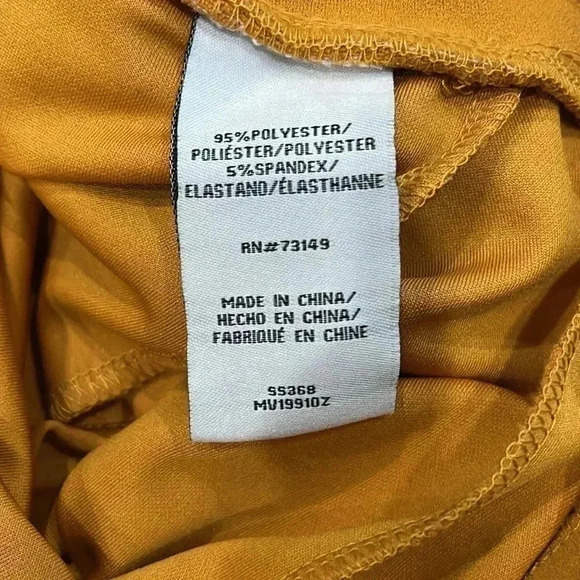 95%POLYESTER/
POLIÉSTER/POLYESTER
5%SPANDEX/
ELASTAND/ÉLASTHANNE
RN#73149
MADE IN CHINA/
HECHO EN CHINA/
FABRIQUÉ EN CHINE
SS368
MV19910Z